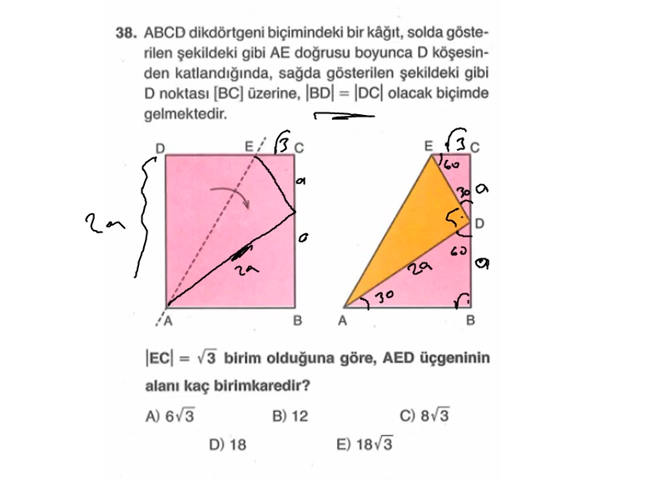 38. ABCD dikdörtgeni biçimindeki bir kâğıt, solda göste-
rilen şekildeki gibi AE doğrusu boyunca D köşesin-
den katlandığında, sağda gösterilen şekildeki gibi
D noktası [BC] üzerine, |BD| = |DC| olacak biçimde
gelmektedir.
D E √3 C
a
2a
a
2a
A B
E √3 C
60
30 a
D
60
2a a
30
A B
|EC| = √3 birim olduğuna göre, AED üçgeninin
alanı kaç birimkaredir?
A) 6√3 B) 12 C) 8√3
D) 18 E) 18√3